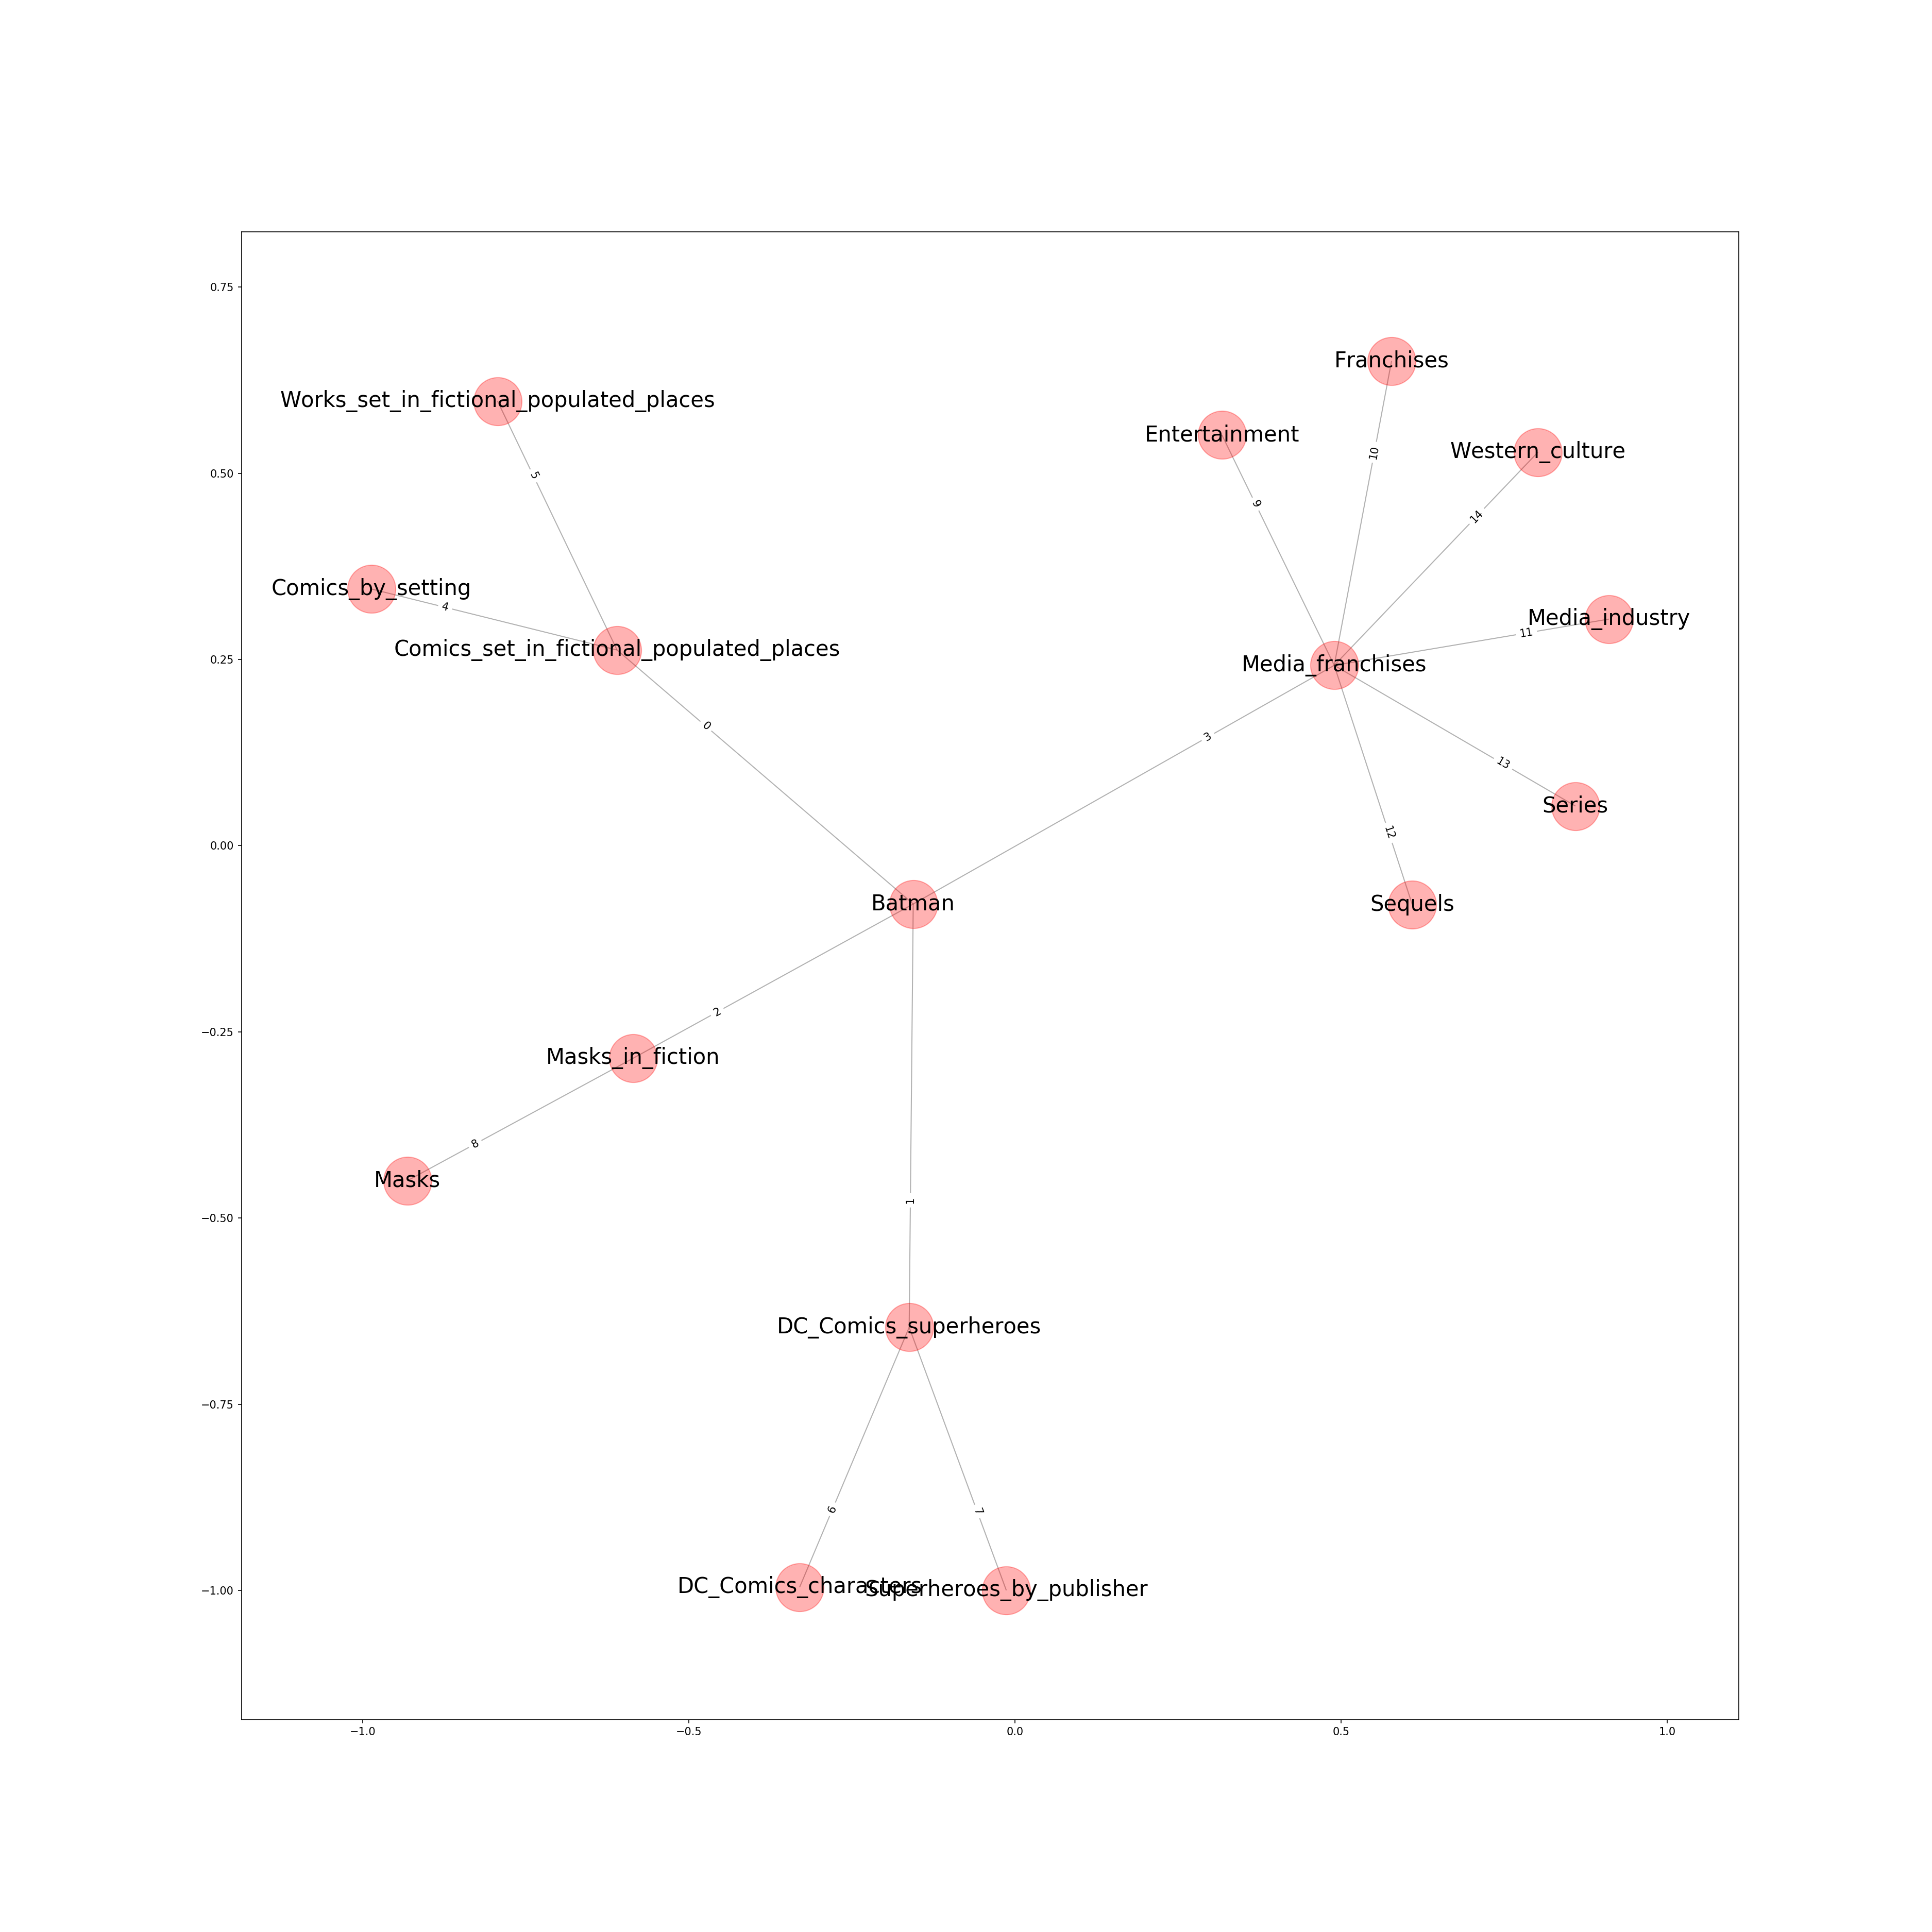 0.75
Franchises
Works_set_in_fictional_populated_places
Entertainment
Western_culture
10
0.50
5
9
14
Comics_by_setting
4
Media_industry
11
Comics_set_in_fictional_populated_places
0.25
Media_franchises
0
3
13
Series
12
0.00
Batman
Sequels
2
−0.25
Masks_in_fiction
8
Masks
1
−0.50
DC_Comics_superheroes
−0.75
6
7
DC_Comics_characters
Superheroes_by_publisher
−1.00
−1.0
−0.5
0.0
0.5
1.0